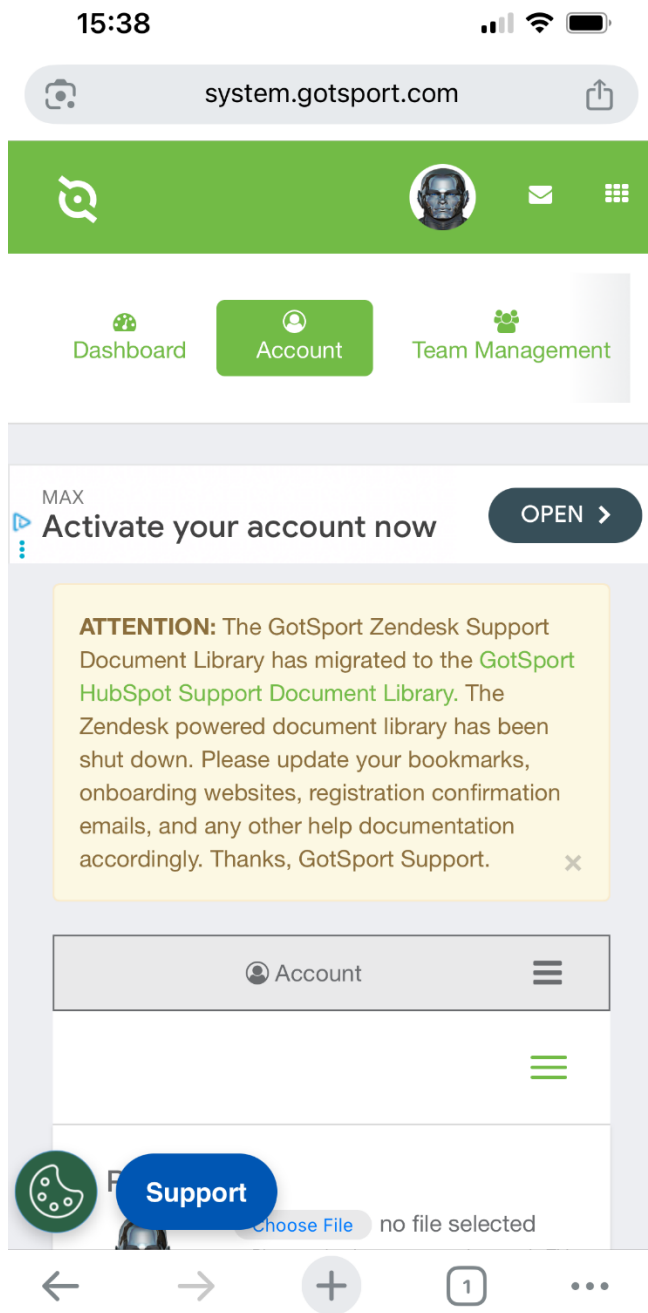 15:38
system.gotsport.com
Dashboard
Account
Team Management
MAX
Activate your account now
OPEN
ATTENTION: The GotSport Zendesk Support
Document Library has migrated to the GotSport
HubSpot Support Document Library. The
Zendesk powered document library has been
shut down. Please update your bookmarks,
onboarding websites, registration confirmation
emails, and any other help documentation
accordingly. Thanks, GotSport Support.
Account
Support
Choose File no file selected
1